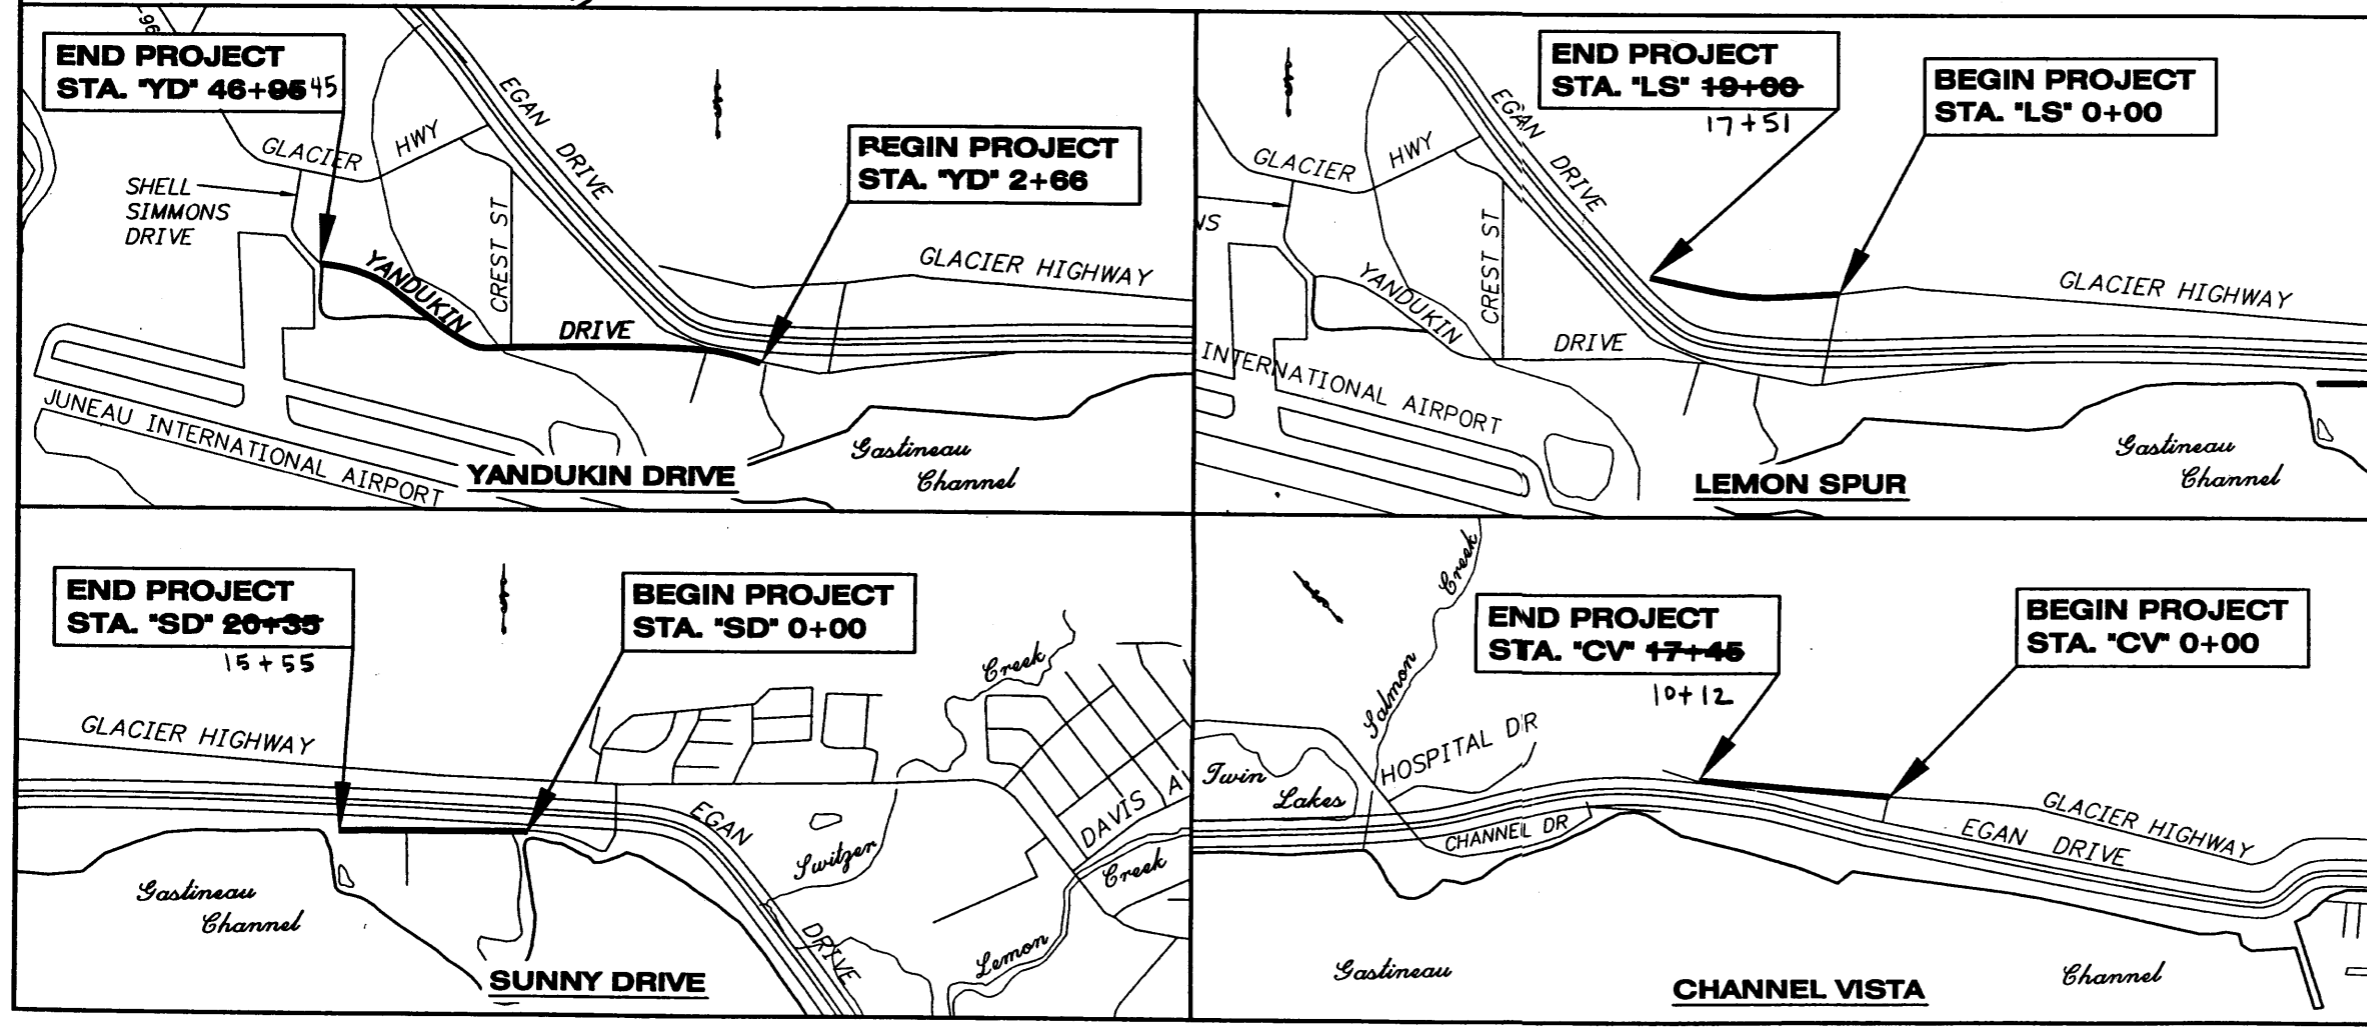 -96
END PROJECT
STA. "YD" 46+95 45
BEGIN PROJECT
STA. "YD" 2+66
EGAN DRIVE
GLACIER HWY
SHELL
SIMMONS
DRIVE
CREST ST
YANDUKIN DRIVE
GLACIER HIGHWAY
JUNEAU INTERNATIONAL AIRPORT
Gastineau
Channel
YANDUKIN DRIVE
END PROJECT
STA. "LS" 19+00
17+51
BEGIN PROJECT
STA. "LS" 0+00
EGAN DRIVE
GLACIER HWY
NS
CREST ST
YANDUKIN DRIVE
GLACIER HIGHWAY
INTERNATIONAL AIRPORT
Gastineau
Channel
LEMON SPUR
END PROJECT
STA. "SD" 20+35
15+55
BEGIN PROJECT
STA. "SD" 0+00
GLACIER HIGHWAY
Creek
EGAN DRIVE
DAVIS AV
Switzer
Creek
Lemon
Gastineau
Channel
SUNNY DRIVE
END PROJECT
STA. "CV" 17+45
10+12
BEGIN PROJECT
STA. "CV" 0+00
Salmon Creek
HOSPITAL DR
Twin
Lakes
CHANNEL DR
GLACIER HIGHWAY
EGAN DRIVE
Gastineau Channel
CHANNEL VISTA